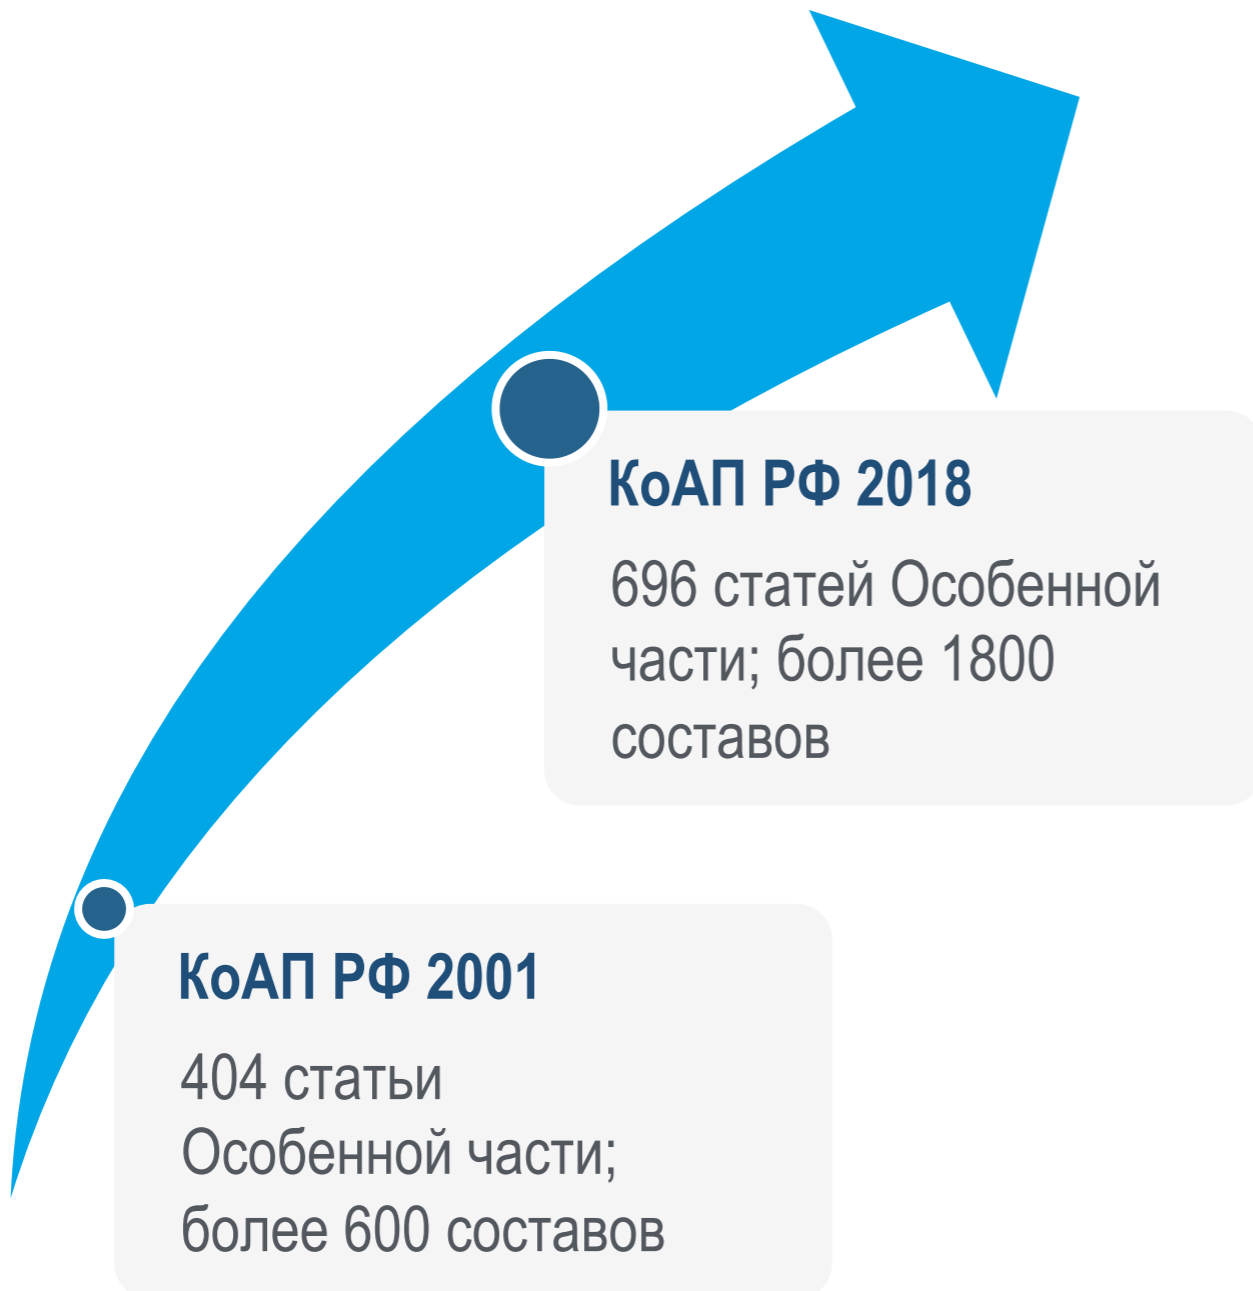 КоАП РФ 2018
696 статей Особенной
части; более 1800
составов
КоАП РФ 2001
404 статьи
Особенной части;
более 600 составов